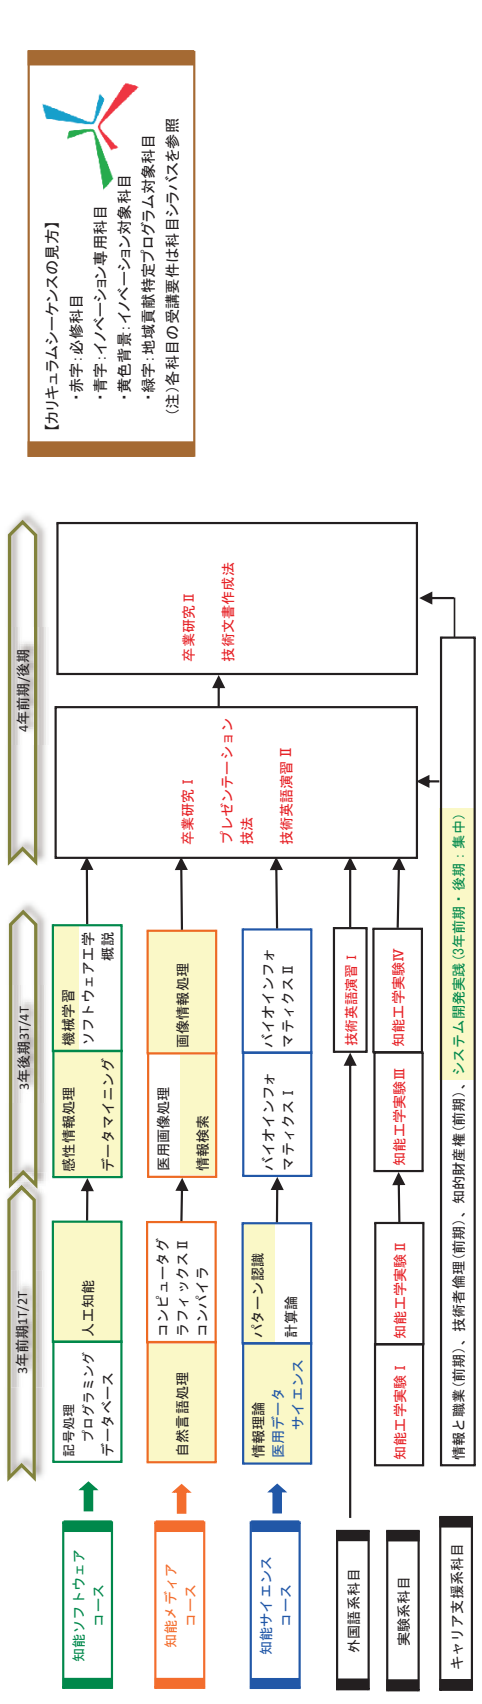 【カリキュラムシーケンスの見方】
・赤字：必修科目
・青字：イノベーション専用科目
・黄色背景：イノベーション対象科目
・緑字：地域貢献特定プログラム対象科目
（注）各科目の受講要件は科目シラバスを参照
3年前期1T/2T
3年後期3T/4T
4年前期/後期
知能ソフトウェア
コース
記号処理
プログラミング
データベース
人工知能
感性情報処理
データマイニング
機械学習
ソフトウェア工学
概説
知能メディア
コース
自然言語処理
コンピュータグ
ラフィックスⅡ
コンパイラ
医用画像処理
情報検索
画像情報処理
知能サイエンス
コース
情報理論
医用データ
サイエンス
パターン認識
計算論
バイオインフォ
マティクスⅠ
バイオインフォ
マティクスⅡ
卒業研究Ⅰ
プレゼンテーション
技法
技術英語演習Ⅱ
卒業研究Ⅱ
技術文書作成法
外国語系科目
技術英語演習Ⅰ
実験系科目
知能工学実験Ⅰ
知能工学実験Ⅱ
知能工学実験Ⅲ
知能工学実験Ⅳ
キャリア支援系科目
情報と職業(前期)、技術者倫理(前期)、知的財産権(前期)、システム開発実践(3年前期・後期：集中)